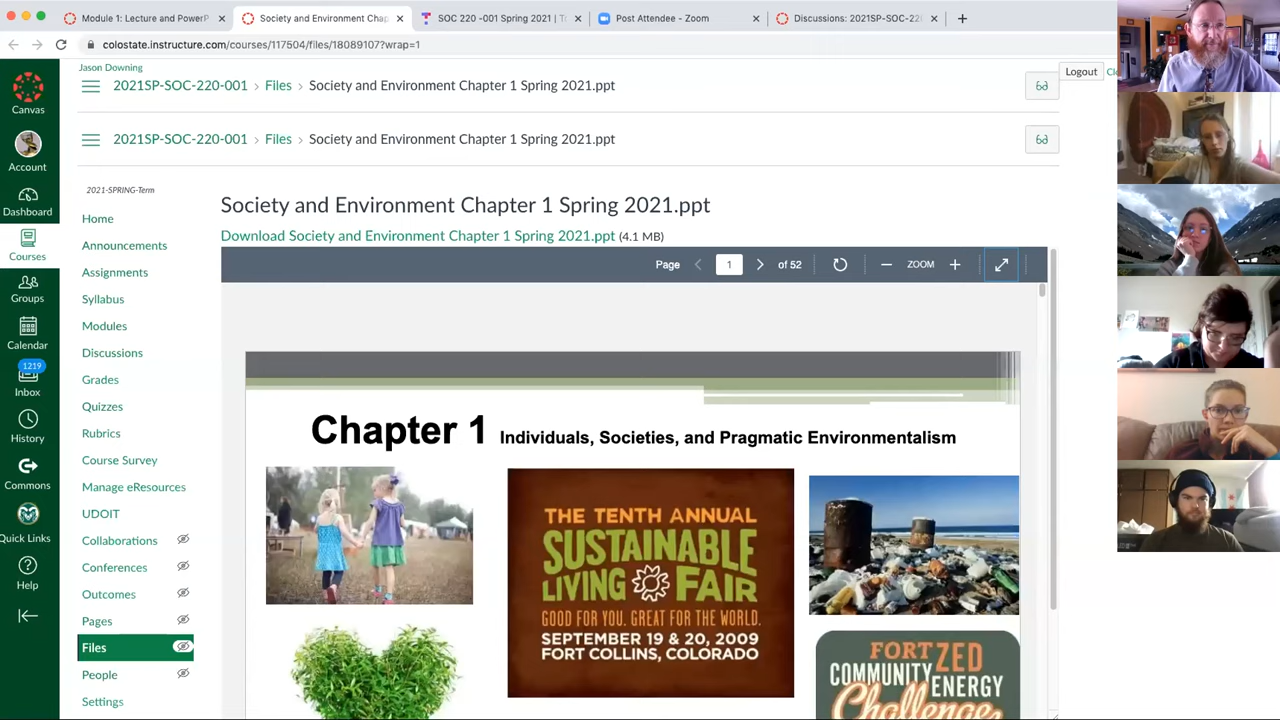 Module 1: Lecture and PowerP
Society and Environment Chap
SOC 220 -001 Spring 2021 | T
Post Attendee - Zoom
Discussions: 2021SP-SOC-22
colostate.instructure.com/courses/117504/files/18089107?wrap=1
Jason Downing
Logout
2021SP-SOC-220-001 > Files > Society and Environment Chapter 1 Spring 2021.ppt
2021SP-SOC-220-001 > Files > Society and Environment Chapter 1 Spring 2021.ppt
Canvas
Account
Dashboard
Courses
Groups
Calendar
1219
Inbox
History
Commons
Quick Links
Help
2021-SPRING-Term
Home
Announcements
Assignments
Syllabus
Modules
Discussions
Grades
Quizzes
Rubrics
Course Survey
Manage eResources
UDOIT
Collaborations
Conferences
Outcomes
Pages
Files
People
Settings
Society and Environment Chapter 1 Spring 2021.ppt
Download Society and Environment Chapter 1 Spring 2021.ppt (4.1 MB)
Page 1 of 52 ZOOM
Chapter 1 Individuals, Societies, and Pragmatic Environmentalism
THE TENTH ANNUAL
SUSTAINABLE
LIVING FAIR
GOOD FOR YOU. GREAT FOR THE WORLD.
SEPTEMBER 19 & 20, 2009
FORT COLLINS, COLORADO
FORT ZED
COMMUNITY ENERGY
Challenge